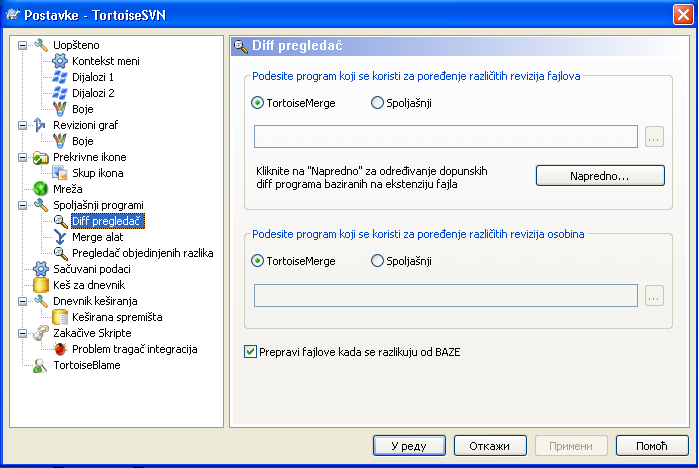 Postavke - TortoiseSVN
Uopšteno
Kontekst meni
Dijalozi 1
Dijalozi 2
Boje
Revizioni graf
Boje
Prekrivne ikone
Skup ikona
Mreža
Spoljašnji programi
Diff pregledač
Merge alat
Pregledač objedinjenih razlika
Sačuvani podaci
Keš za dnevnik
Dnevnik keširanja
Keširana spremišta
Zakačive Skripte
Problem tragač integracija
TortoiseBlame
Diff pregledač
Podesite program koji se koristi za poređenje različitih revizija fajlova
TortoiseMerge Spoljašnji
...
Kliknite na "Napredno" za određivanje dopunskih
diff programa baziranih na ekstenziju fajla
Napredno...
Podesite program koji se koristi za poređenje različitih revizija osobina
TortoiseMerge Spoljašnji
...
Prepravi fajlove kada se razlikuju od BAZE
У реду Откажи Примени Помоћ